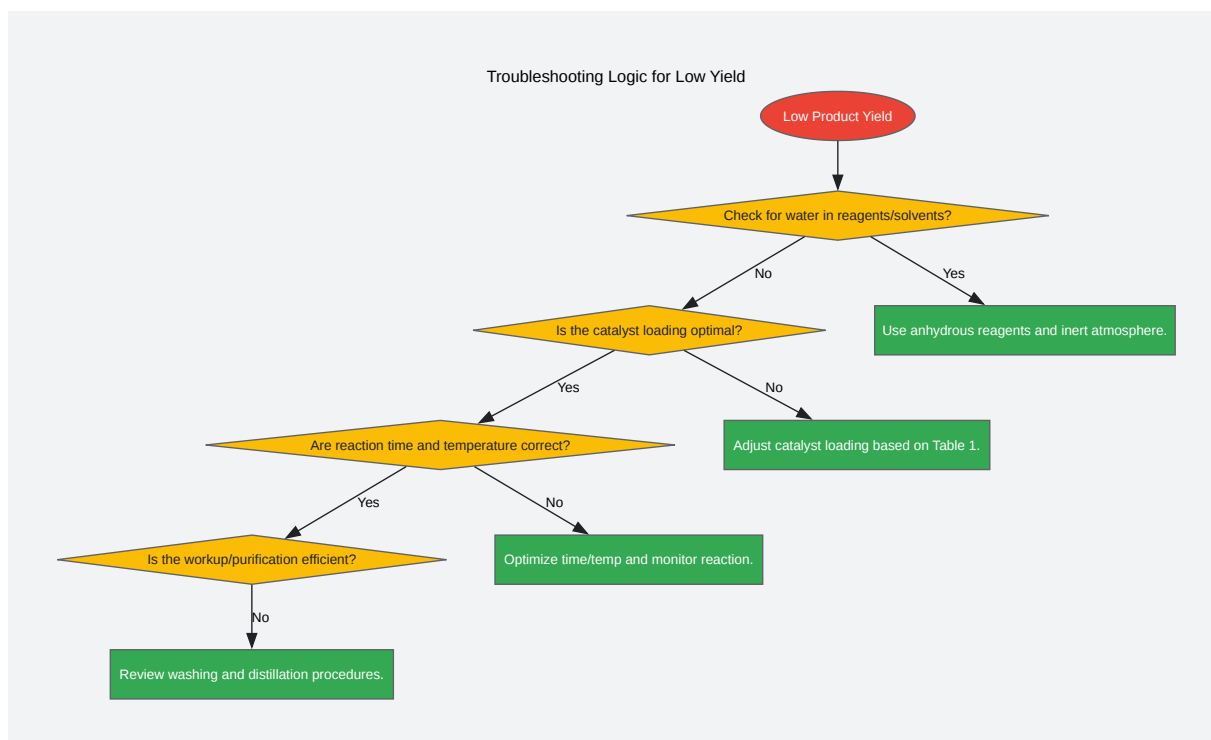 Troubleshooting Logic for Low Yield
Low Product Yield
Check for water in reagents/solvents?
No
Yes
Is the catalyst loading optimal?
Use anhydrous reagents and inert atmosphere.
Yes
No
Are reaction time and temperature correct?
Adjust catalyst loading based on Table 1.
Yes
No
Is the workup/purification efficient?
Optimize time/temp and monitor reaction.
No
Review washing and distillation procedures.